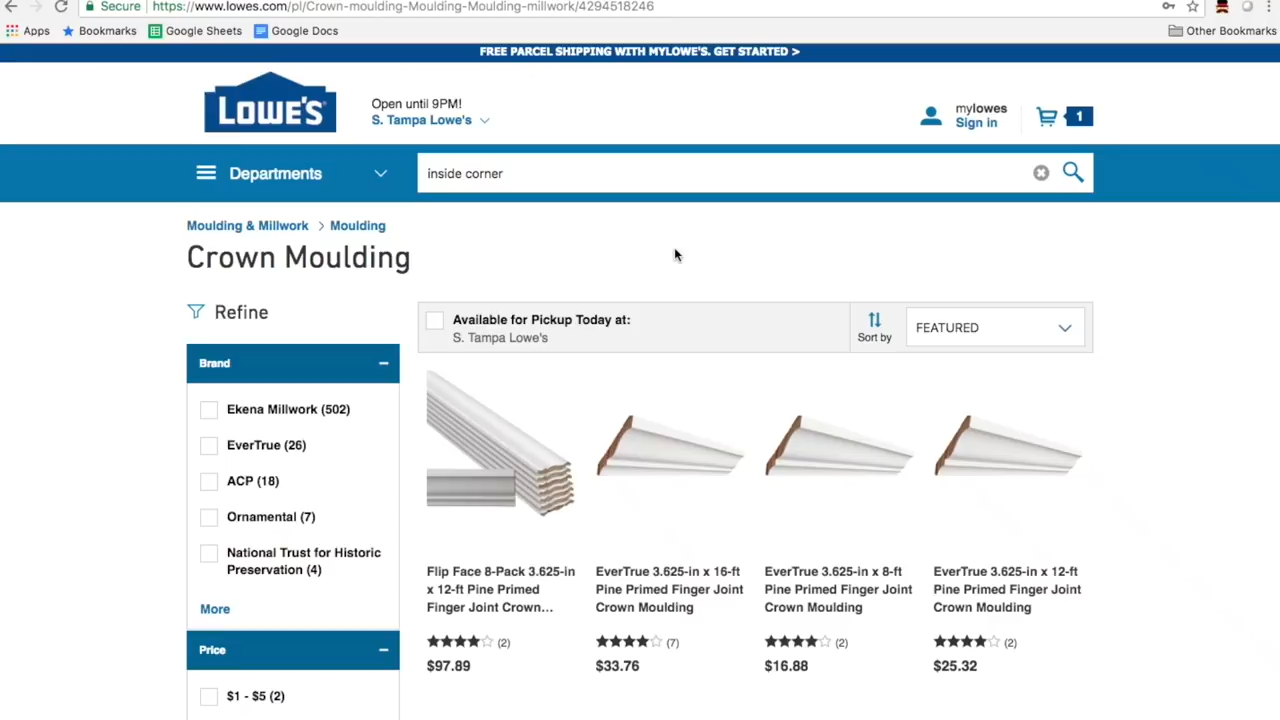 Secure https://www.lowes.com/pl/Crown-moulding-Moulding-Moulding-millwork/4294518246
Apps Bookmarks Google Sheets Google Docs Other Bookmarks
FREE PARCEL SHIPPING WITH MYLOWE'S. GET STARTED >
LOWE'S
Open until 9PM!
S. Tampa Lowe's
mylowes
Sign in
1
Departments
inside corner
Moulding & Millwork > Moulding
Crown Moulding
Refine
Available for Pickup Today at:
S. Tampa Lowe's
Sort by
FEATURED
Brand
Ekena Millwork (502)
EverTrue (26)
ACP (18)
Ornamental (7)
National Trust for Historic
Preservation (4)
More
Price
$1 - $5 (2)
Flip Face 8-Pack 3.625-in
x 12-ft Pine Primed
Finger Joint Crown...
(2)
$97.89
EverTrue 3.625-in x 16-ft
Pine Primed Finger Joint
Crown Moulding
(7)
$33.76
EverTrue 3.625-in x 8-ft
Pine Primed Finger Joint
Crown Moulding
(2)
$16.88
EverTrue 3.625-in x 12-ft
Pine Primed Finger Joint
Crown Moulding
(2)
$25.32